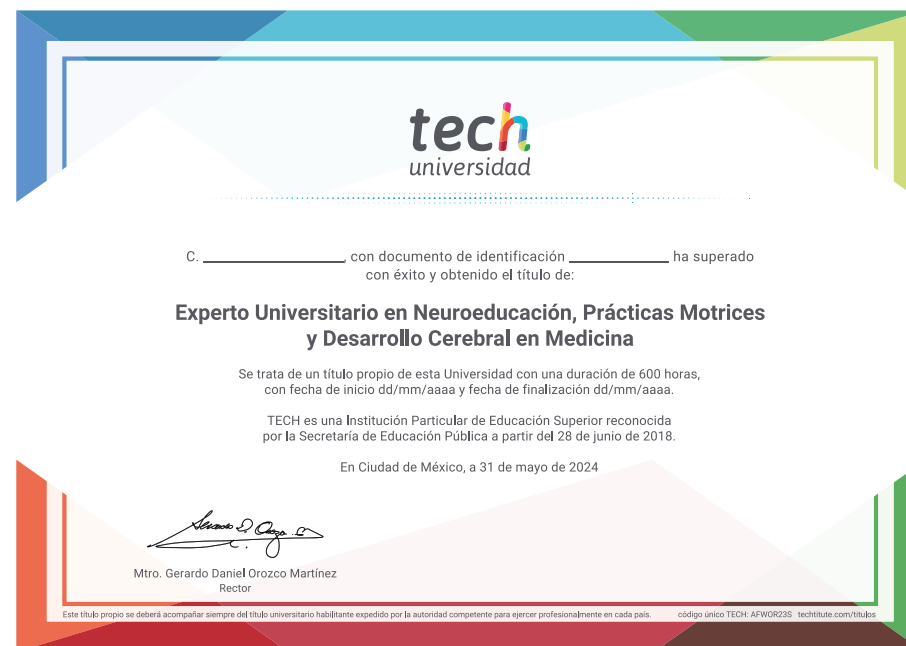 tech
universidad
C. ____________, con documento de identificación ____________ ha superado
con éxito y obtenido el título de:
Experto Universitario en Neuroeducación, Prácticas Motrices
y Desarrollo Cerebral en Medicina
Se trata de un título propio de esta Universidad con una duración de 600 horas,
con fecha de inicio dd/mm/aaaa y fecha de finalización dd/mm/aaaa.
TECH es una Institución Particular de Educación Superior reconocida
por la Secretaría de Educación Pública a partir del 28 de junio de 2018.
En Ciudad de México, a 31 de mayo de 2024
Mtro. Gerardo Daniel Orozco Martínez
Rector
Este título propio se deberá acompañar siempre del título universitario habilitante expedido por la autoridad competente para ejercer profesionalmente en cada país. código único TECH: AFWOR23S techtitute.com/titulos